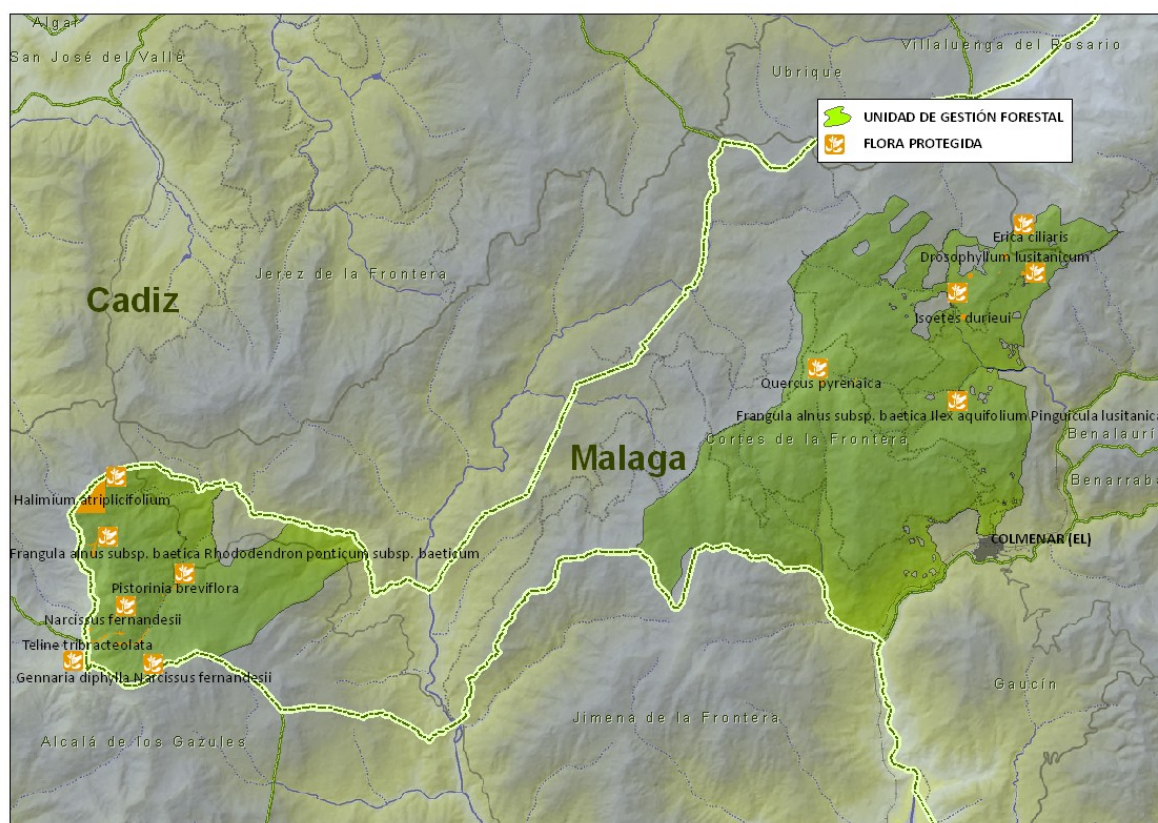 Algar
San José del Valle
Villaluenga del Rosario
Ubrique
UNIDAD DE GESTIÓN FORESTAL
FLORA PROTEGIDA
Erica ciliaris
Drosophyllum lusitanicum
Jerez de la Frontera
Cadiz
Isoetes durieui
Quercus pyrenaica
Frangula alnus subsp. baetica Ilex aquifolium Pinguicula lusitanica
Benalaurí
Cortes de la Frontera
Malaga
Benarraba
Halimium atriplicifolium
COLMENAR (EL)
Frangula alnus subsp. baetica Rhododendron ponticum subsp. baeticum
Pistorinia breviflora
Narcissus fernandesii
Teline tribracteolata
Gennaria diphylla Narcissus fernandesii
Gaucín
Jimena de la Frontera
Alcalá de los Gazules